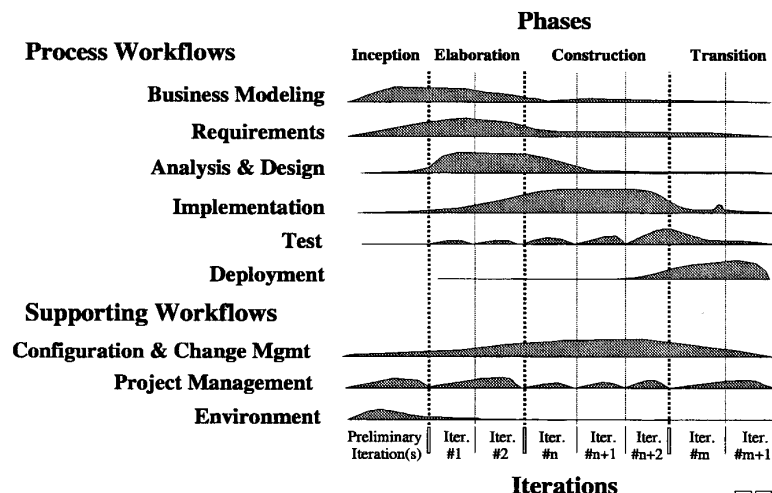 Phases
Process Workflows
Inception Elaboration Construction Transition
Business Modeling
Requirements
Analysis & Design
Implementation
Test
Deployment
Supporting Workflows
Configuration & Change Mgmt
Project Management
Environment
Preliminary Iter. Iter. Iter. Iter. Iter. Iter. Iter.
Iteration(s) #1 #2 #n #n+1 #n+2 #m #m+1
Iterations